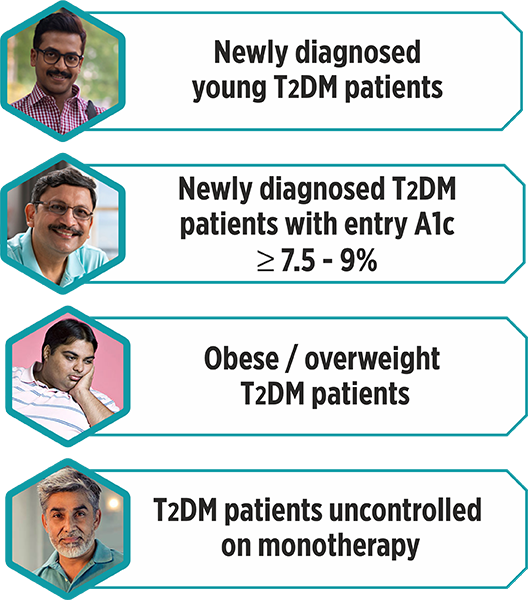 Newly diagnosed
young T2DM patients
Newly diagnosed T2DM
patients with entry A1c
≥ 7.5 - 9%
Obese / overweight
T2DM patients
T2DM patients uncontrolled
on monotherapy